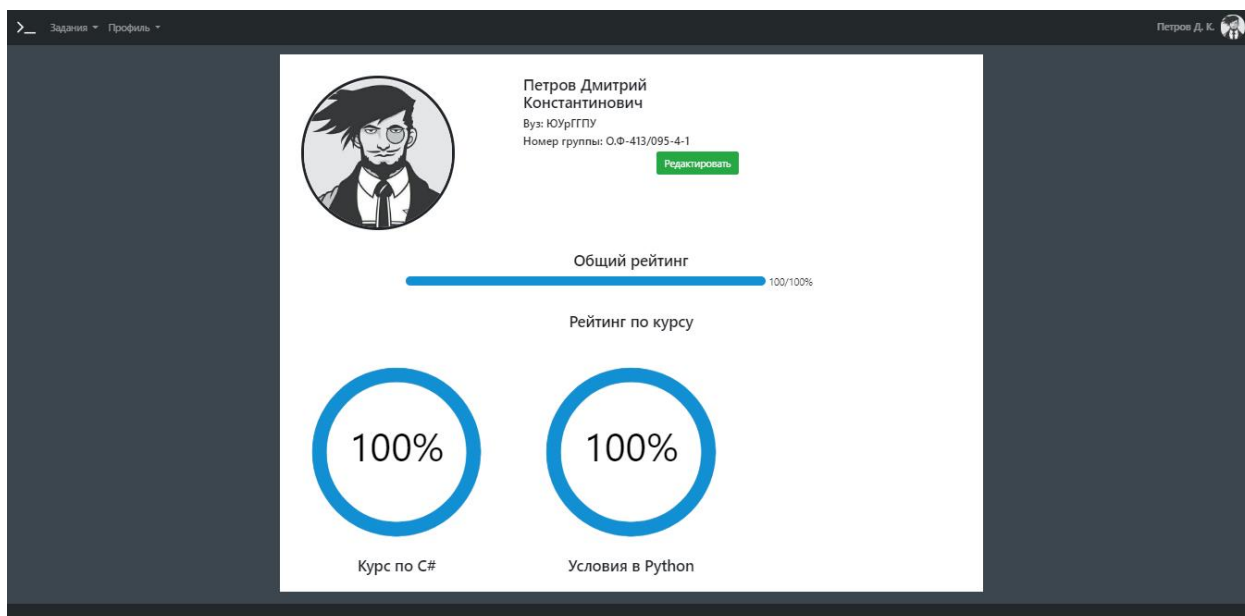 >_ Задания Профиль Петров Д. К.
Петров Дмитрий
Константинович
Вуз: ЮУрГГПУ
Номер группы: О.Ф-413/095-4-1
Редактировать
Общий рейтинг
100/100%
Рейтинг по курсу
100% 100%
Курс по C# Условия в Python